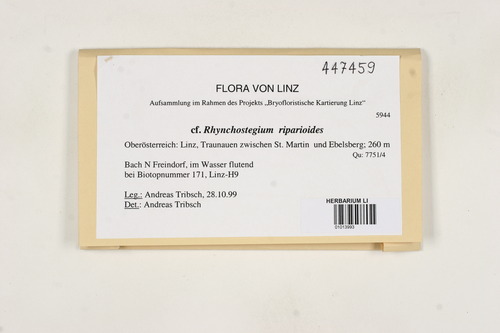 447459
FLORA VON LINZ
Aufsammlung im Rahmen des Projekts „Bryofloristische Kartierung Linz“
5944
cf. Rhynchostegium riparioides
Oberösterreich: Linz, Traunauen zwischen St. Martin und Ebelsberg; 260 m
Qu: 7751/4
Bach N Freindorf, im Wasser flutend
bei Biotopnummer 171, Linz-H9
Leg.: Andreas Tribsch, 28.10.99
Det.: Andreas Tribsch
HERBARIUM LI
01013993